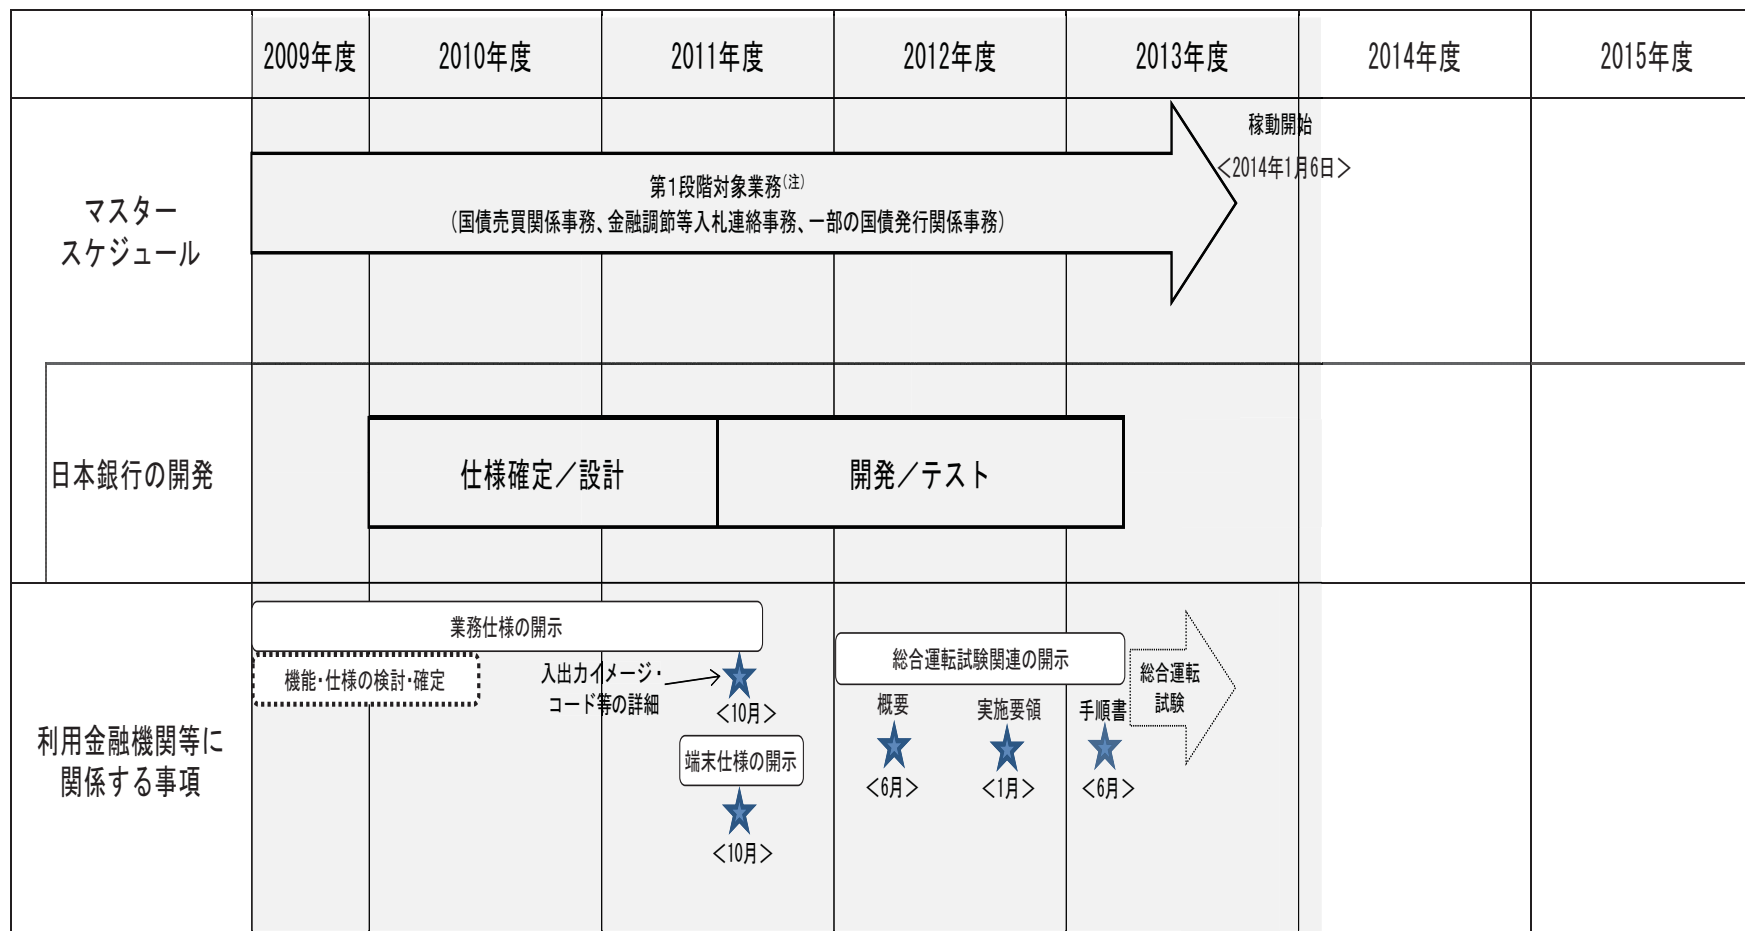 2009年度
2010年度
2011年度
2012年度
2013年度
2014年度
2015年度
マスター
スケジュール
第1段階対象業務(注)
(国債売買関係事務、金融調節等入札連絡事務、一部の国債発行関係事務)
稼動開始
<2014年1月6日>
日本銀行の開発
仕様確定/設計
開発/テスト
利用金融機関等に
関係する事項
業務仕様の開示
機能・仕様の検討・確定
入出力イメージ・
コード等の詳細
<10月>
端末仕様の開示
<10月>
総合運転試験関連の開示
概要
<6月>
実施要領
<1月>
手順書
<6月>
総合運転
試験